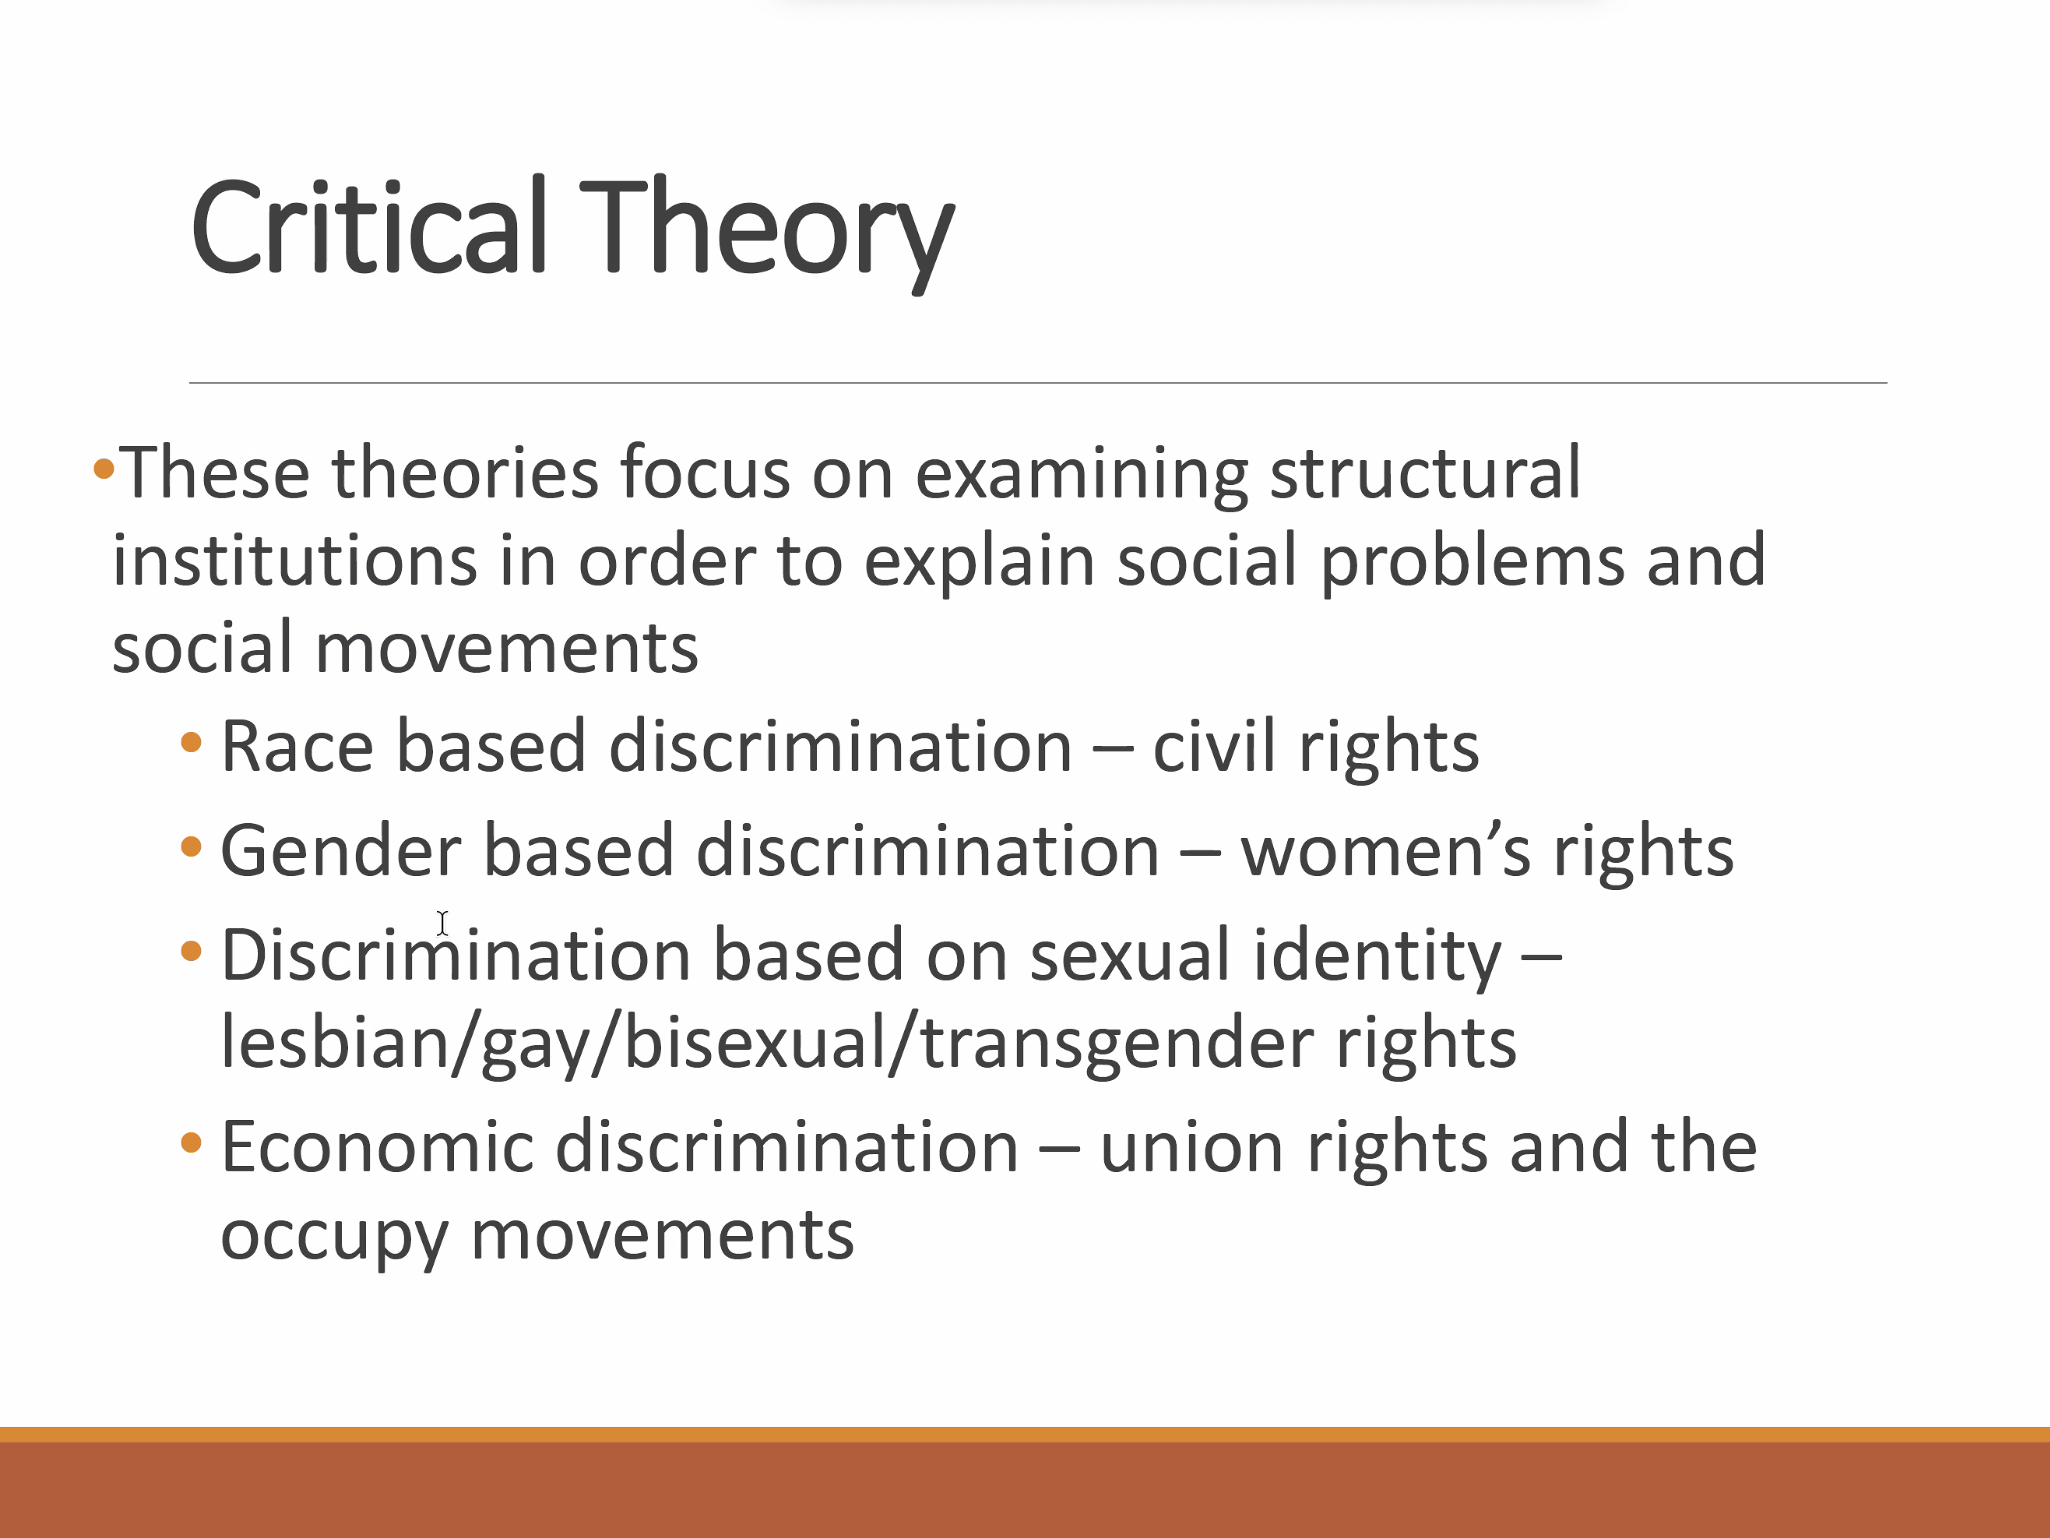 Critical Theory
•These theories focus on examining structural
institutions in order to explain social problems and
social movements
• Race based discrimination – civil rights
• Gender based discrimination – women’s rights
• Discrimination based on sexual identity –
lesbian/gay/bisexual/transgender rights
• Economic discrimination – union rights and the
occupy movements